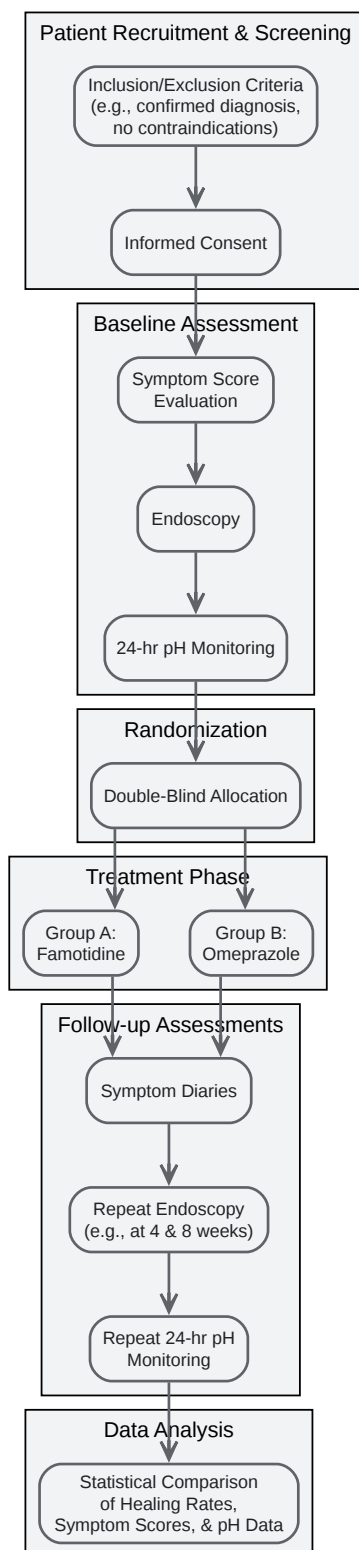 Patient Recruitment & Screening
Inclusion/Exclusion Criteria
(e.g., confirmed diagnosis,
no contraindications)
Informed Consent
Baseline Assessment
Symptom Score
Evaluation
Endoscopy
24-hr pH Monitoring
Randomization
Double-Blind Allocation
Treatment Phase
Group A:
Famotidine
Group B:
Omeprazole
Follow-up Assessments
Symptom Diaries
Repeat Endoscopy
(e.g., at 4 & 8 weeks)
Repeat 24-hr pH
Monitoring
Data Analysis
Statistical Comparison
of Healing Rates,
Symptom Scores, & pH Data